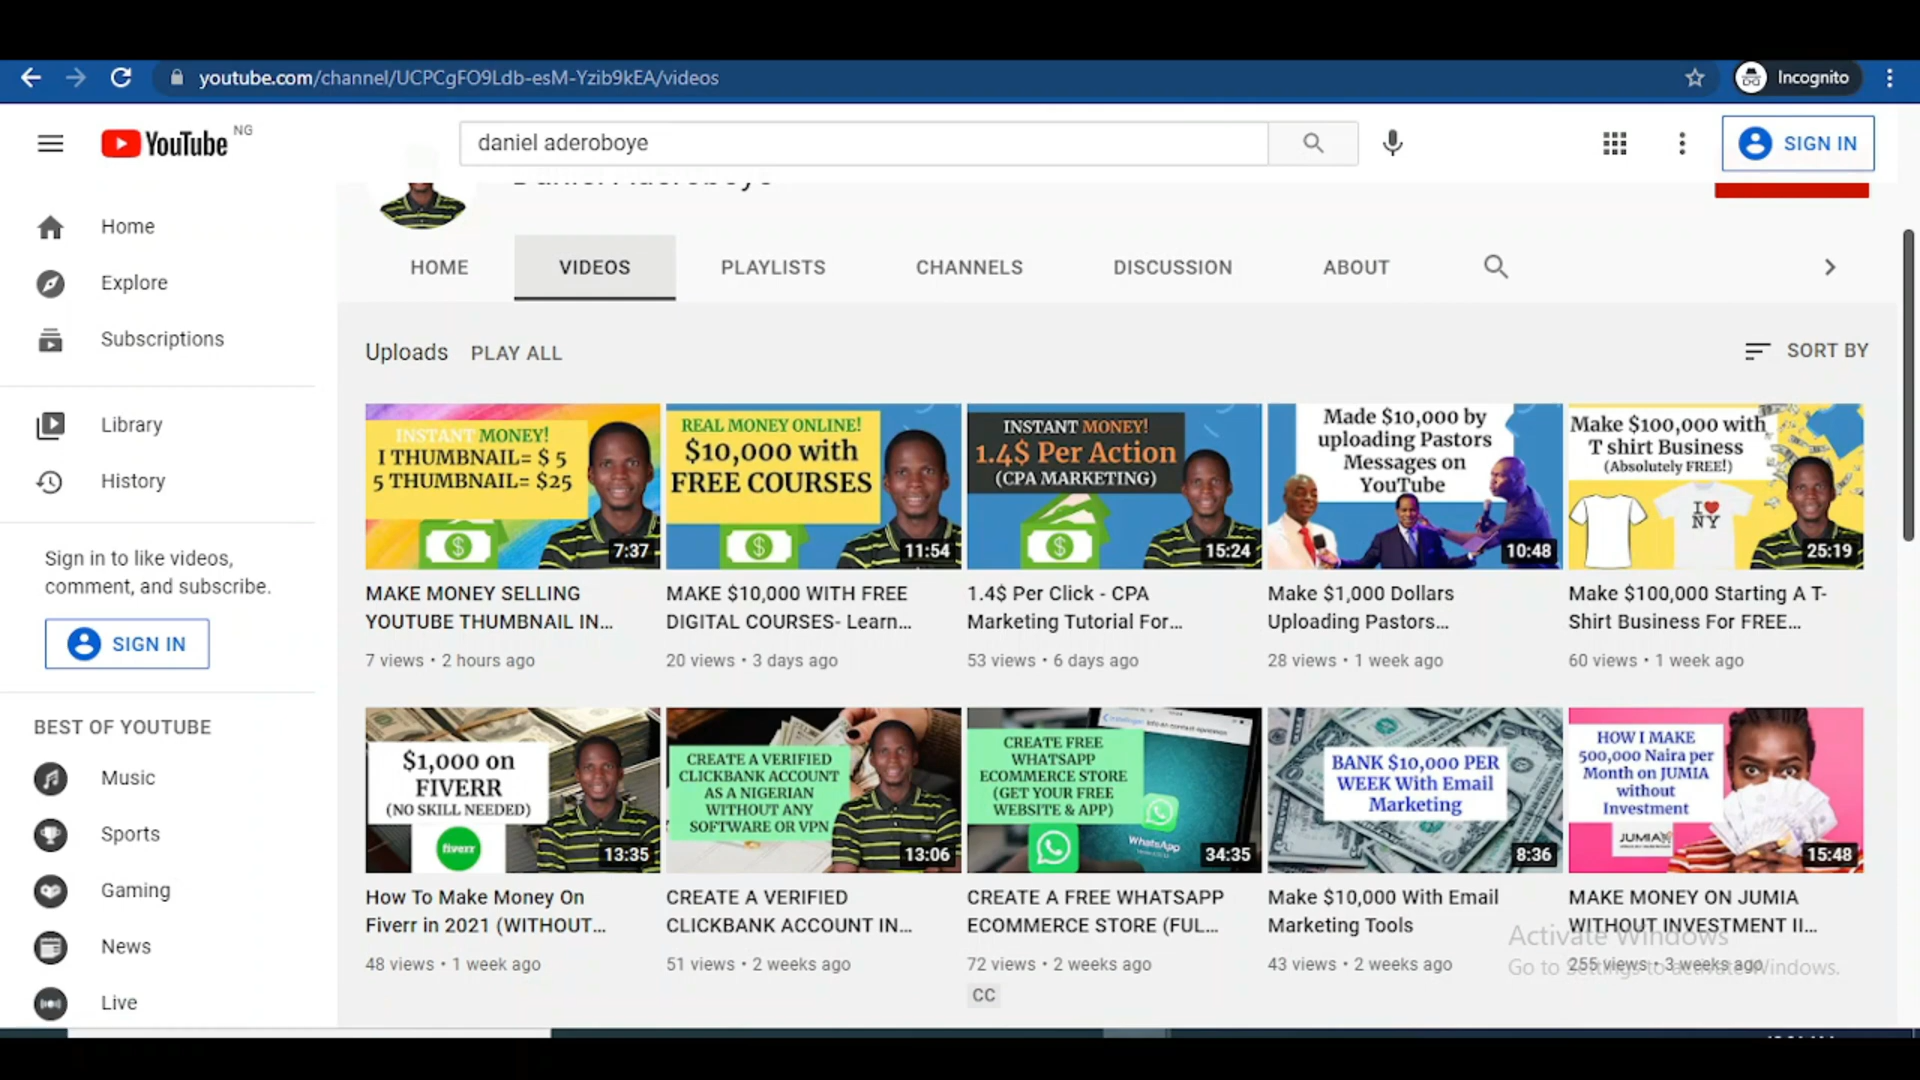 youtube.com/channel/UCPCgFO9Ldb-esM-Yzib9kEA/videos
Incognito
YouTube NG
daniel aderoboye
SIGN IN
Home
Explore
Subscriptions
Library
History
Sign in to like videos,
comment, and subscribe.
SIGN IN
BEST OF YOUTUBE
Music
Sports
Gaming
News
Live
HOME VIDEOS PLAYLISTS CHANNELS DISCUSSION ABOUT
Uploads PLAY ALL
SORT BY
INSTANT MONEY!
1 THUMBNAIL= $ 5
5 THUMBNAIL= $25
7:37
MAKE MONEY SELLING
YOUTUBE THUMBNAIL IN...
7 views • 2 hours ago
REAL MONEY ONLINE!
$10,000 with
FREE COURSES
11:54
MAKE $10,000 WITH FREE
DIGITAL COURSES- Learn...
20 views • 3 days ago
INSTANT MONEY!
1.4$ Per Action
(CPA MARKETING)
15:24
1.4$ Per Click - CPA
Marketing Tutorial For...
53 views • 6 days ago
Made $10,000 by
uploading Pastors
Messages on
YouTube
10:48
Make $1,000 Dollars
Uploading Pastors...
28 views • 1 week ago
Make $100,000 with
T shirt Business
(Absolutely FREE!)
I ♥
NY
25:19
Make $100,000 Starting A T-
Shirt Business For FREE...
60 views • 1 week ago
$1,000 on
FIVERR
(NO SKILL NEEDED)
fiverr
13:35
How To Make Money On
Fiverr in 2021 (WITHOUT...
48 views • 1 week ago
CREATE A VERIFIED
CLICKBANK ACCOUNT
AS A NIGERIAN
WITHOUT ANY
SOFTWARE OR VPN
13:06
CREATE A VERIFIED
CLICKBANK ACCOUNT IN...
51 views • 2 weeks ago
CREATE FREE
WHATSAPP
ECOMMERCE STORE
(GET YOUR FREE
WEBSITE & APP)
WhatsApp
34:35
CREATE A FREE WHATSAPP
ECOMMERCE STORE (FUL...
72 views • 2 weeks ago
CC
BANK $10,000 PER
WEEK With Email
Marketing
8:36
Make $10,000 With Email
Marketing Tools
43 views • 2 weeks ago
HOW I MAKE
500,000 Naira per
Month on JUMIA
without
Investment
JUMIA
15:48
MAKE MONEY ON JUMIA
WITHOUT INVESTMENT II...
255 views • 3 weeks ago
Activate Windows
Go to Settings to activate Windows.